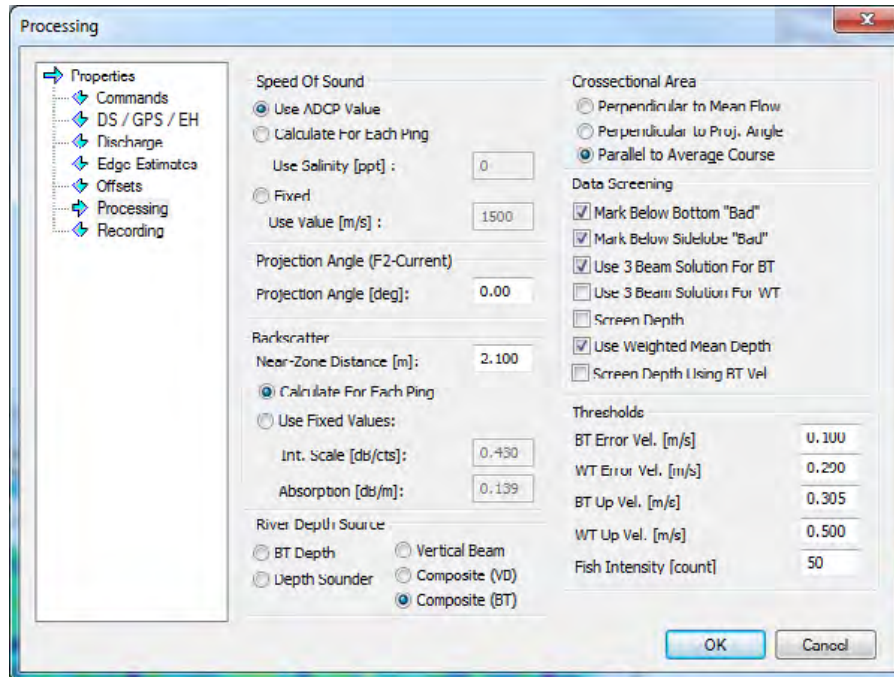 Processing
Properties
Commands
DS / GPS / EH
Discharge
Edge Estimates
Offsets
Processing
Recording
Speed Of Sound
Use ADCP Value
Calculate For Each Ping
Use Salinity [ppt] : 0
Fixed
Use Value [m/s] : 1500
Projection Angle (F2-Current)
Projection Angle [deg]: 0.00
Backscatter
Near-Zone Distance [m]: 2.100
Calculate For Each Ping
Use Fixed Values:
Int. Scale [dB/cts]: 0.430
Absorption [dB/m]: 0.139
River Depth Source
BT Depth
Vertical Beam
Depth Sounder
Composite (VD)
Composite (BT)
Crossectional Area
Perpendicular to Mean Flow
Perpendicular to Proj. Angle
Parallel to Average Course
Data Screening
Mark Below Bottom "Bad"
Mark Below Sidelobe "Bad"
Use 3 Beam Solution For BT
Use 3 Beam Solution For WT
Screen Depth
Use Weighted Mean Depth
Screen Depth Using BT Vel
Thresholds
BT Error Vel. [m/s] 0.100
WT Error Vel. [m/s]
BT Up Vel. [m/s] 0.305
WT Up Vel. [m/s] 0.500
Fish Intensity [count] 50
OK
Cancel